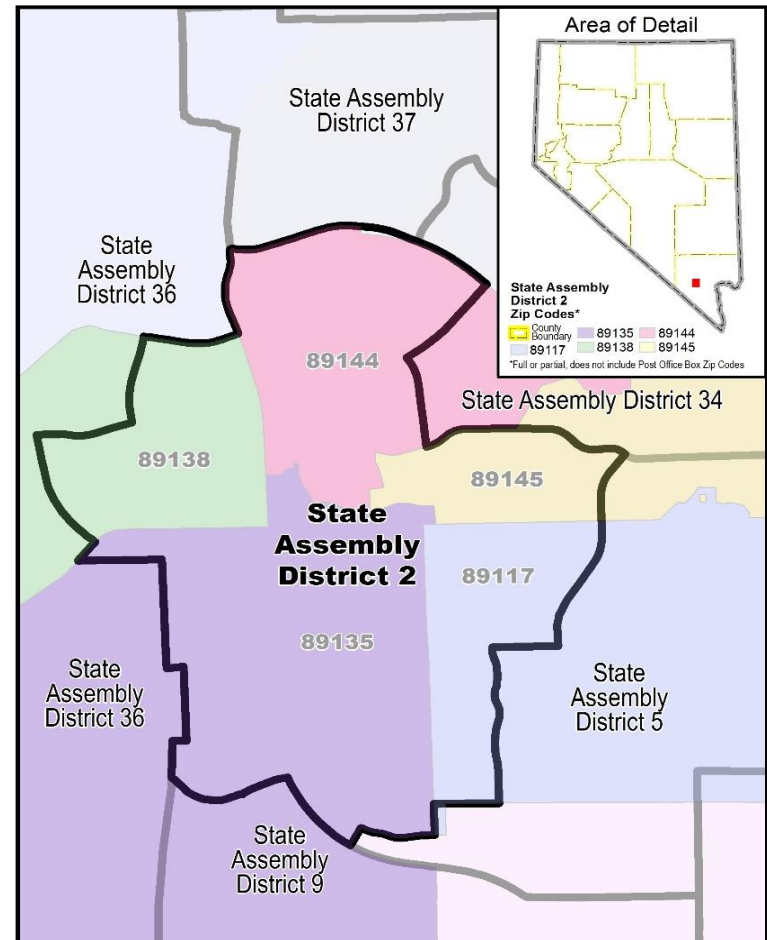 Area of Detail
State Assembly
District 37
State
Assembly
District 36
State Assembly
District 2
Zip Codes*
County
Boundary
89135
89144
89117
89138
89145
*Full or partial, does not include Post Office Box Zip Codes
89144
State Assembly District 34
89138
89145
State
Assembly
District 2
89117
89135
State
Assembly
District 36
State
Assembly
District 5
State
Assembly
District 9